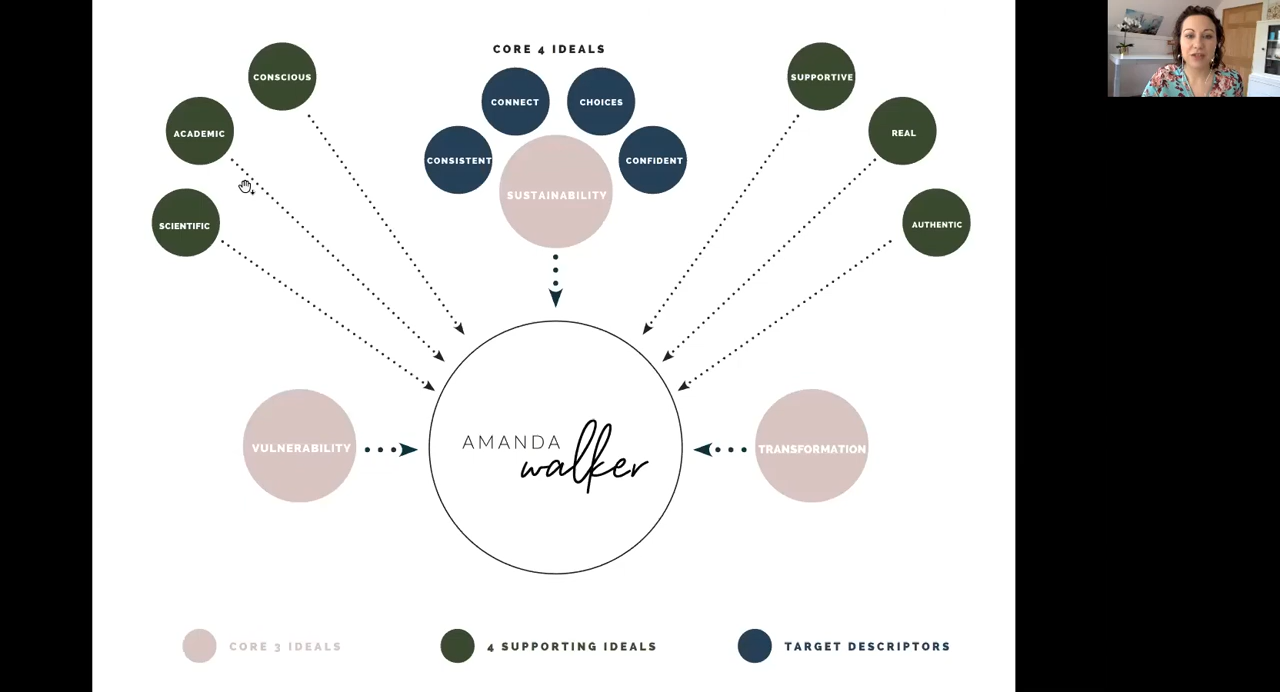 CORE 4 IDEALS
CONSCIOUS
ACADEMIC
SCIENTIFIC
CONNECT
CHOICES
CONSISTENT
CONFIDENT
SUSTAINABILITY
SUPPORTIVE
REAL
AUTHENTIC
VULNERABILITY
AMANDA
walker
TRANSFORMATION
CORE 3 IDEALS
4 SUPPORTING IDEALS
TARGET DESCRIPTORS